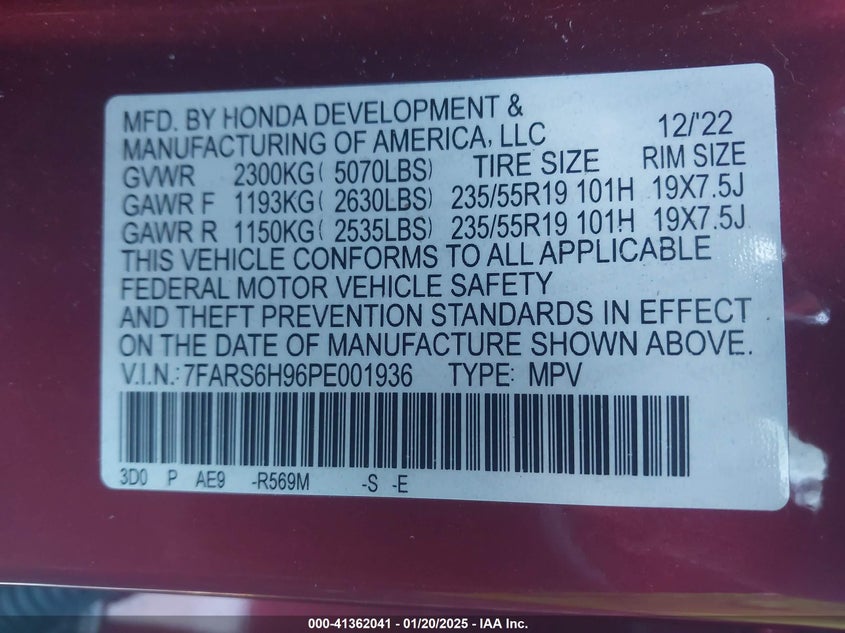 MFD. BY HONDA DEVELOPMENT &
MANUFACTURING OF AMERICA, LLC 12/'22
GVWR 2300KG( 5070LBS) TIRE SIZE RIM SIZE
GAWR F 1193KG( 2630LBS) 235/55R19 101H 19X7.5J
GAWR R 1150KG( 2535LBS) 235/55R19 101H 19X7.5J
THIS VEHICLE CONFORMS TO ALL APPLICABLE
FEDERAL MOTOR VEHICLE SAFETY
AND THEFT PREVENTION STANDARDS IN EFFECT
ON THE DATE OF MANUFACTURE SHOWN ABOVE.
V.I.N.: 7FARS6H96PE001936 TYPE: MPV
3D0 P AE9 -R569M -S -E
000-41362041 - 01/20/2025 - IAA Inc.